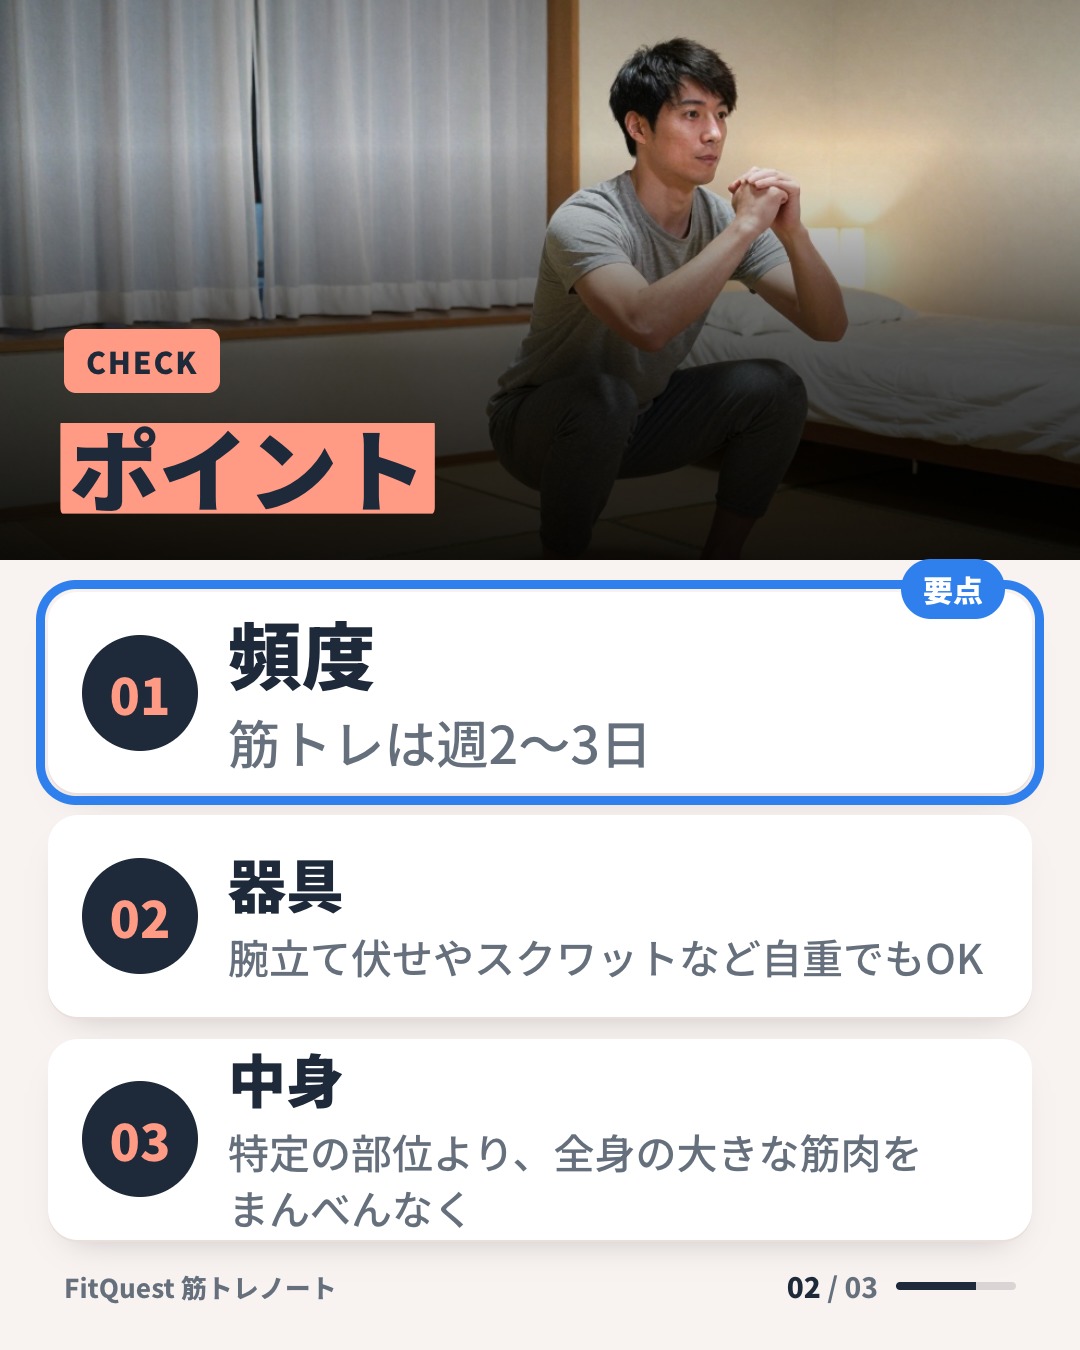 CHECK
ポイント
要点
01
頻度
筋トレは週2〜3日
02
器具
腕立て伏せやスクワットなど自重でもOK
03
中身
特定の部位より、全身の大きな筋肉を
まんべんなく
FitQuest 筋トレノート
02 / 03